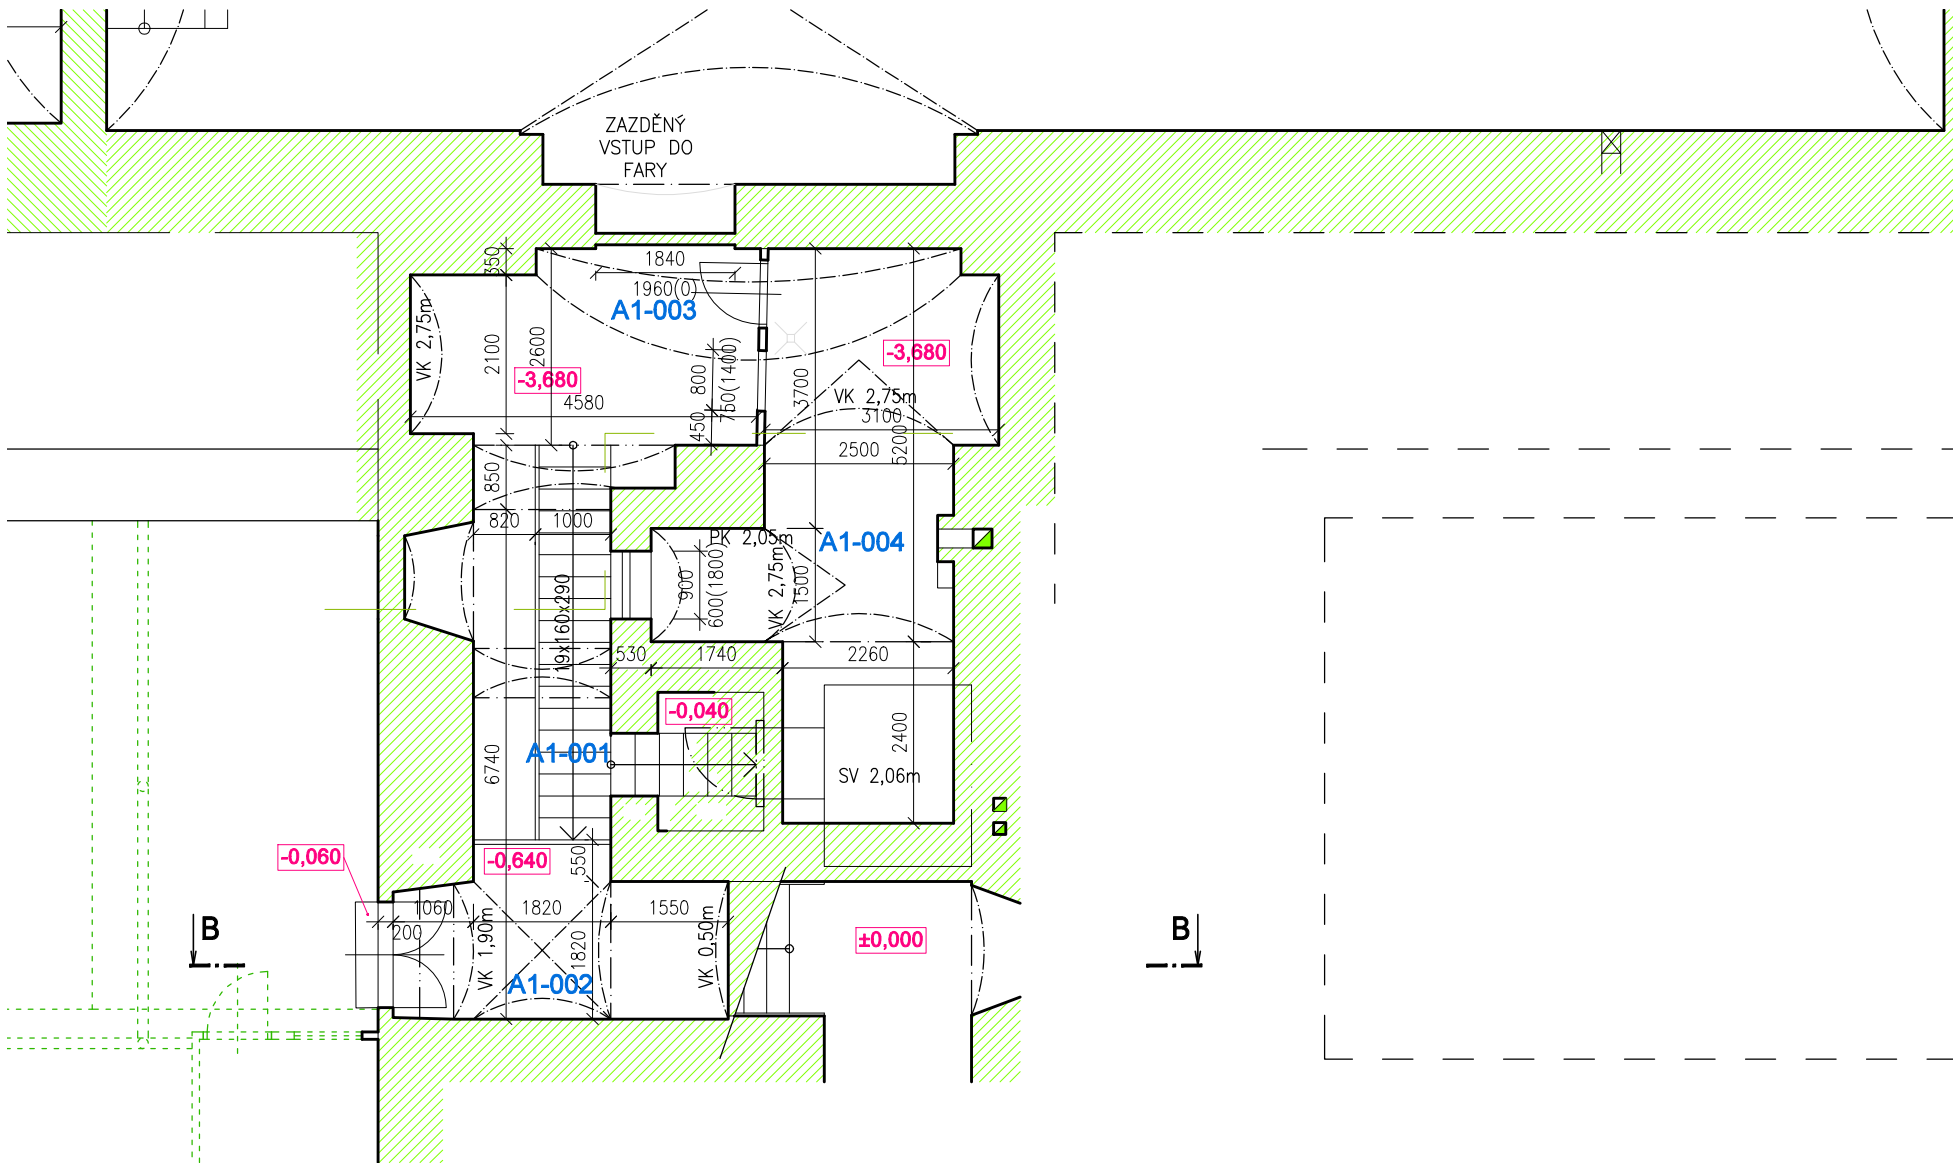 ZAZDĚNÝ
VSTUP DO
FARY
350
1840
1960(0)
A1-003
VK 2,75m
2100
2600
-3,680
-3,680
4580
450
800
750(1400)
3700
VK 2,75m
3100
5200
2500
850
820
1000
PK 2,05m
A1-004
19x160x290
900
600(1800)
VK 2,75m
1500
530
1740
2260
-0,040
6740
A1-001
2400
SV 2,06m
-0,060
-0,640
550
1060
200
1820
1550
VK 1,90m
1820
VK 0,50m
A1-002
±0,000
B
B